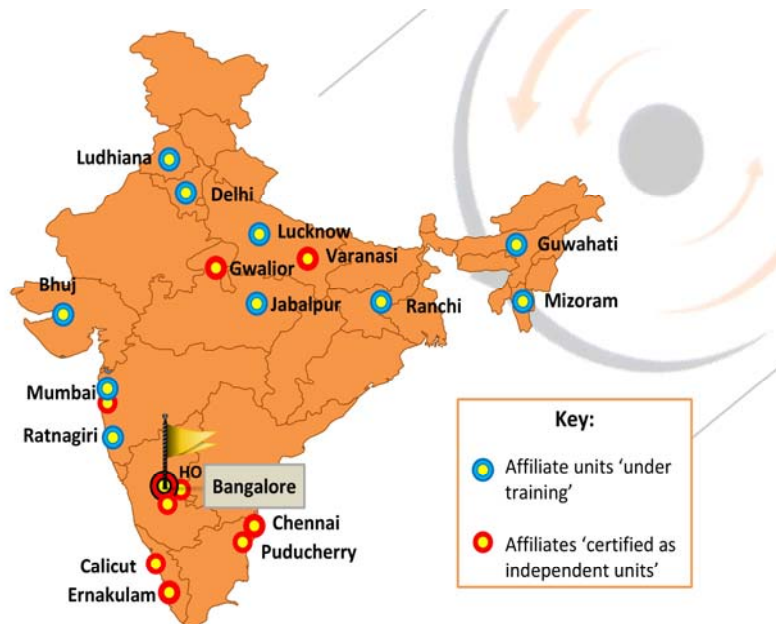 Ludhiana
Delhi
Lucknow
Varanasi
Gwalior
Guwahati
Bhuj
Jabalpur
Ranchi
Mizoram
Mumbai
Ratnagiri
HO
Bangalore
Chennai
Puducherry
Calicut
Ernakulam
Key:
Affiliate units ‘under
training’
Affiliates ‘certified as
independent units’